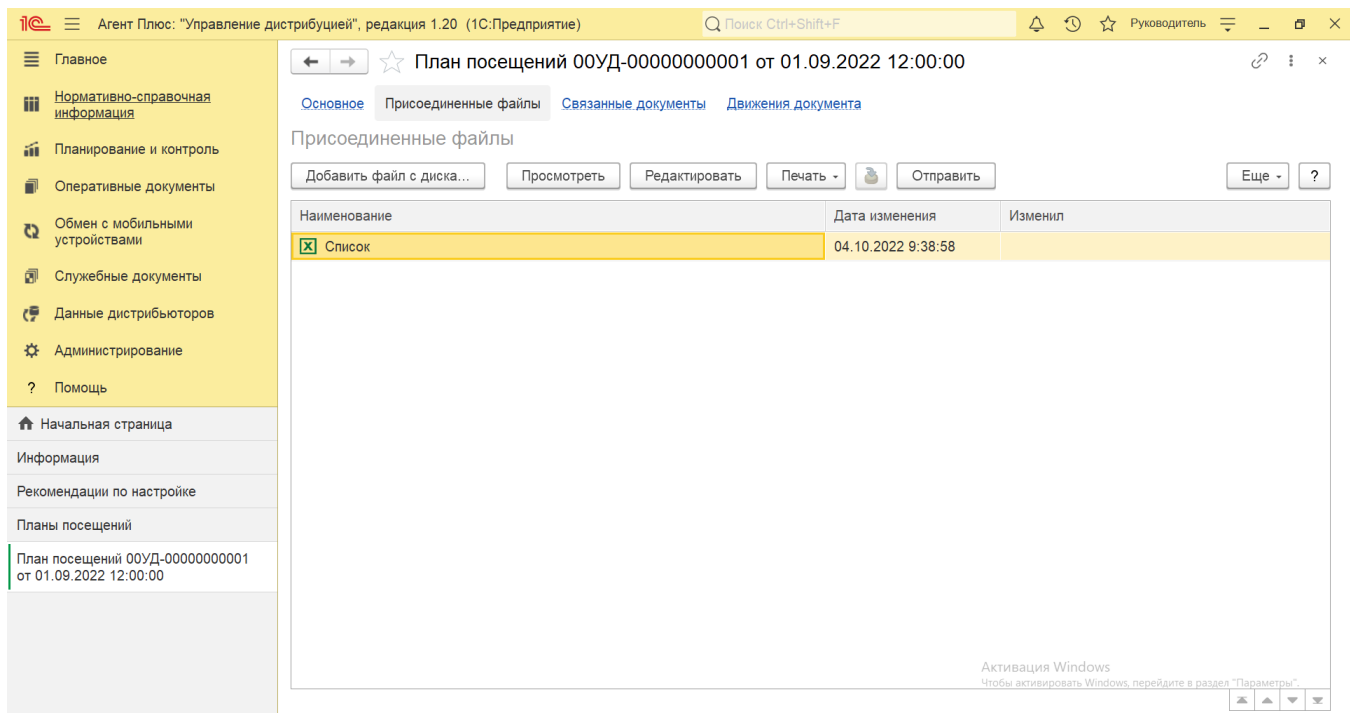 Агент Плюс: "Управление дистрибуцией", редакция 1.20 (1С:Предприятие)
Поиск Ctrl+Shift+F
Руководитель
Главное
Нормативно-справочная
информация
Планирование и контроль
Оперативные документы
Обмен с мобильными
устройствами
Служебные документы
Данные дистрибьюторов
Администрирование
? Помощь
Начальная страница
Информация
Рекомендации по настройке
Планы посещений
План посещений 00УД-00000000001
от 01.09.2022 12:00:00
План посещений 00УД-00000000001 от 01.09.2022 12:00:00
Основное Присоединенные файлы Связанные документы Движения документа
Присоединенные файлы
Добавить файл с диска... Просмотреть Редактировать Печать Отправить Еще ?
Наименование Дата изменения Изменил
Список 04.10.2022 9:38:58
Активация Windows
Чтобы активировать Windows, перейдите в раздел "Параметры".